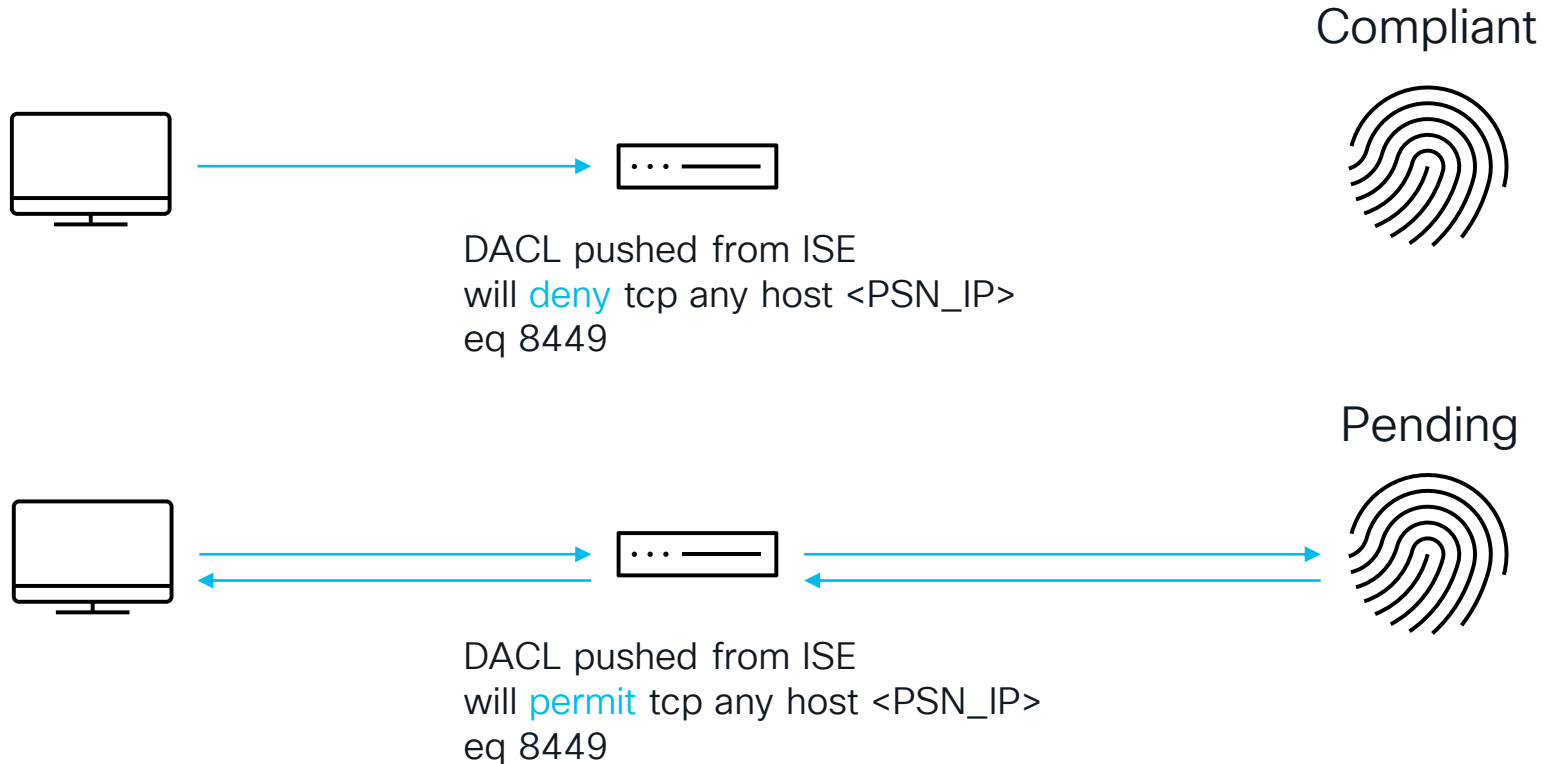 Compliant
DACL pushed from ISE
will deny tcp any host <PSN_IP>
eq 8449
Pending
DACL pushed from ISE
will permit tcp any host <PSN_IP>
eq 8449